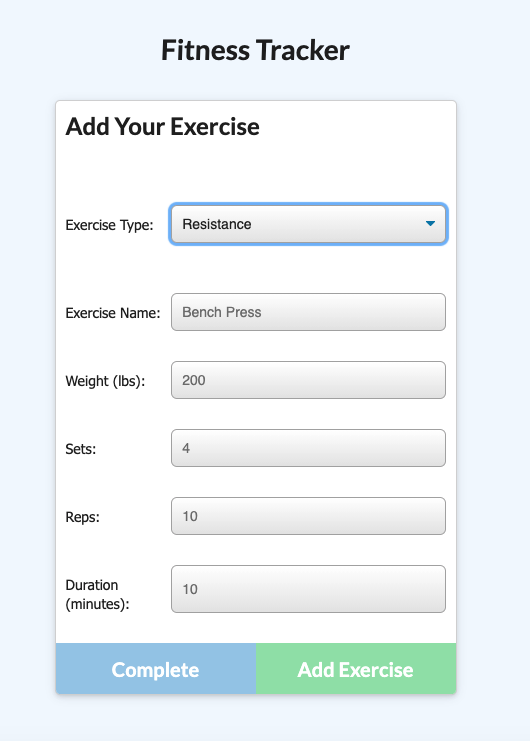 Fitness Tracker
Add Your Exercise
Exercise Type: Resistance
Exercise Name: Bench Press
Weight (lbs): 200
Sets: 4
Reps: 10
Duration
(minutes): 10
Complete Add Exercise